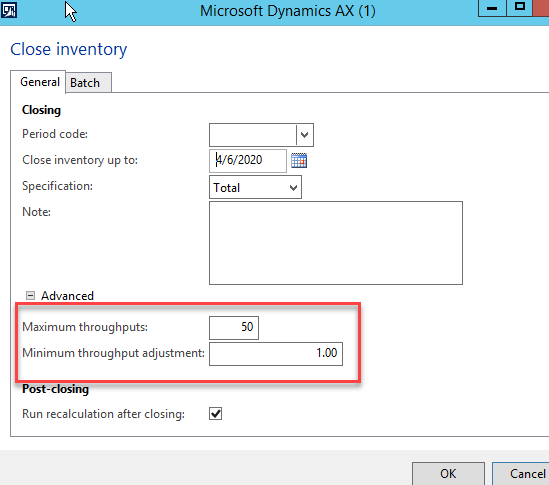 Microsoft Dynamics AX (1)
Close inventory
General Batch
Closing
Period code:
Close inventory up to: 4/6/2020
Specification: Total
Note:
Advanced
Maximum throughputs: 50
Minimum throughput adjustment: 1.00
Post-closing
Run recalculation after closing:
OK Cancel